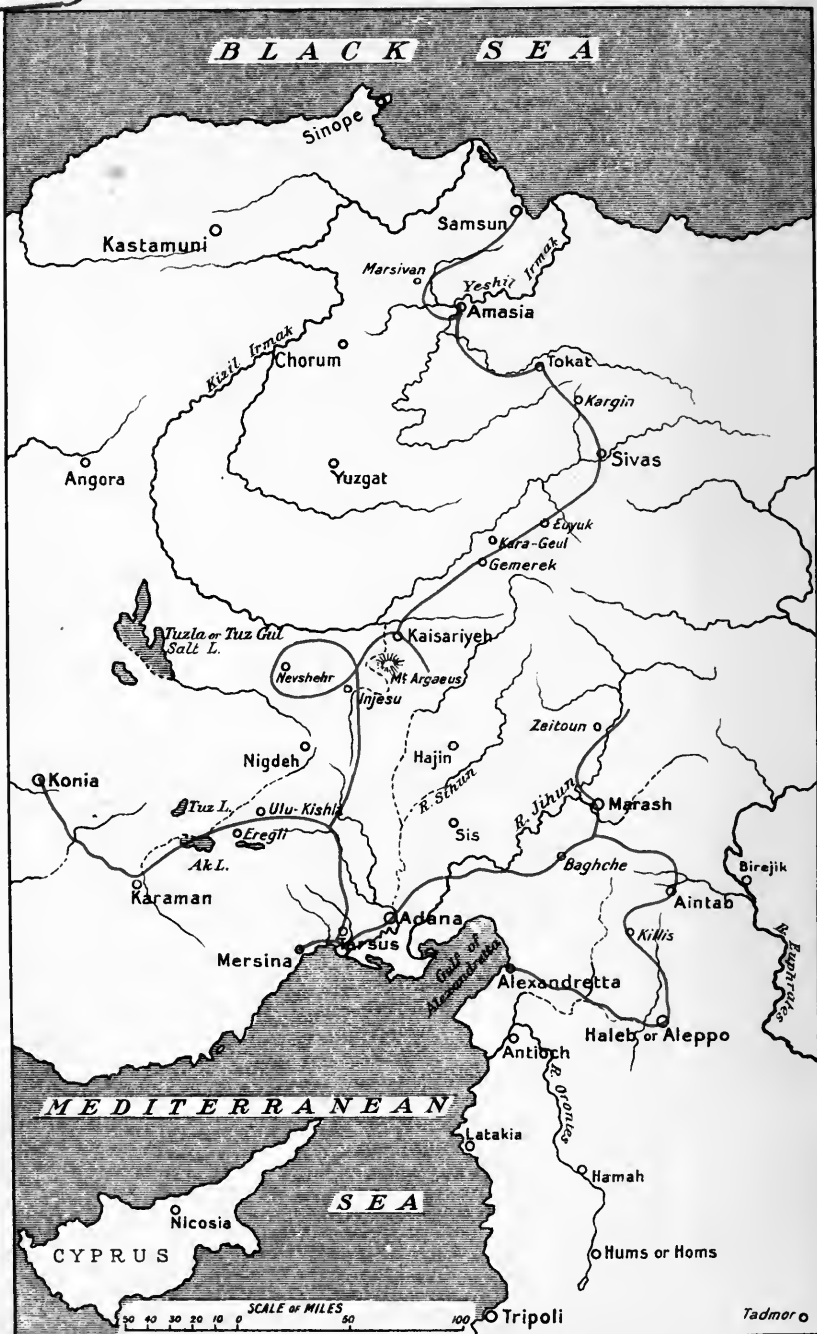 BLACK SEA
Sinope
Samsun
Kastamuni
Marsivan
Yeshil Irmak
Amasia
Kizil Irmak
Chorum
Tokat
Kargin
Sivas
Angora
Yuzgat
Euyuk
Kara-Geul
Gemerek
Tuzla or Tuz Gul
Salt L.
Kaisariyeh
Nevshehr
Mt Argaeus
Injesu
Zeitoun
Nigdeh
Hajin
Konia
R. Sihun
R. Jihun
Tuz L.
Ulu-Kishla
Marash
Eregli
Sis
Ak L.
Baghche
Birejik
Karaman
Aintab
Adana
Tarsus
Killis
Mersina
Gulf of
Alexandretta
Alexandretta
Euphrates
Haleb or Aleppo
Antioch
R. Orontes
MEDITERRANEAN
SEA
Latakia
Hamah
Nicosia
CYPRUS
Hums or Homs
SCALE OF MILES
50 40 30 20 10 0 50 100
Tripoli
Tadmor